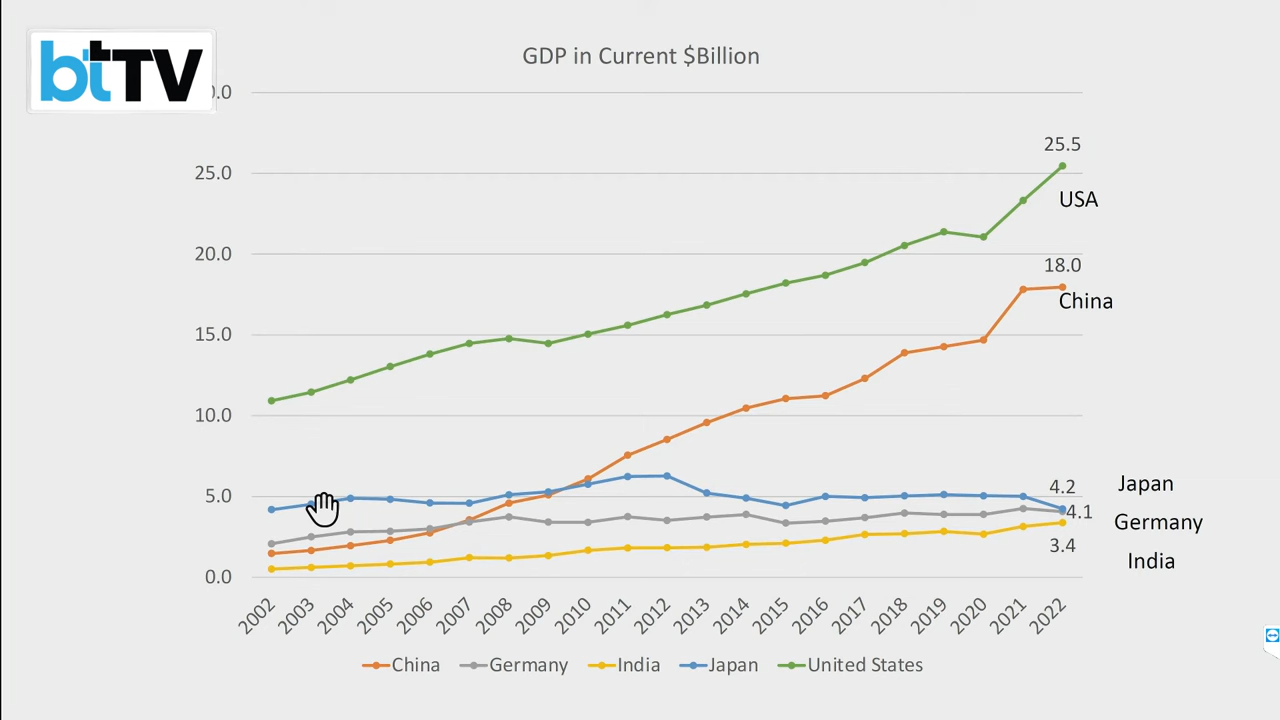 btTV
GDP in Current $Billion
0.0
25.0
20.0
15.0
10.0
5.0
0.0
25.5
USA
18.0
China
4.2
Japan
4.1
Germany
3.4
India
2002 2003 2004 2005 2006 2007 2008 2009 2010 2011 2012 2013 2014 2015 2016 2017 2018 2019 2020 2021 2022
China Germany India Japan United States